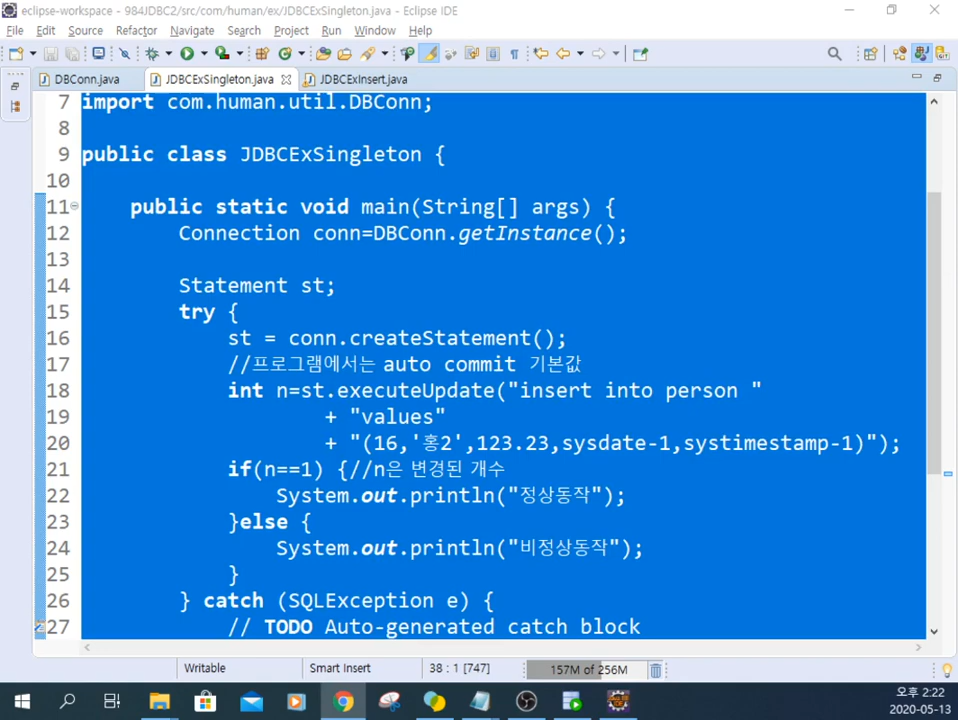 eclipse-workspace - 984JDBC2/src/com/human/ex/JDBCExSingleton.java - Eclipse IDE
File Edit Source Refactor Navigate Search Project Run Window Help
DBConn.java JDBCExSingleton.java JDBCExInsert.java
7 import com.human.util.DBConn;
8
9 public class JDBCExSingleton {
10
11 public static void main(String[] args) {
12 Connection conn=DBConn.getInstance();
13
14 Statement st;
15 try {
16 st = conn.createStatement();
17 //프로그램에서는 auto commit 기본값
18 int n=st.executeUpdate("insert into person "
19 + "values"
20 + "(16,'홍2',123.23,sysdate-1,systimestamp-1)");
21 if(n==1) {//n은 변경된 개수
22 System.out.println("정상동작");
23 }else {
24 System.out.println("비정상동작");
25 }
26 } catch (SQLException e) {
27 // TODO Auto-generated catch block
Writable Smart Insert 38 : 1 [747] 157M of 256M
오후 2:22
2020-05-13